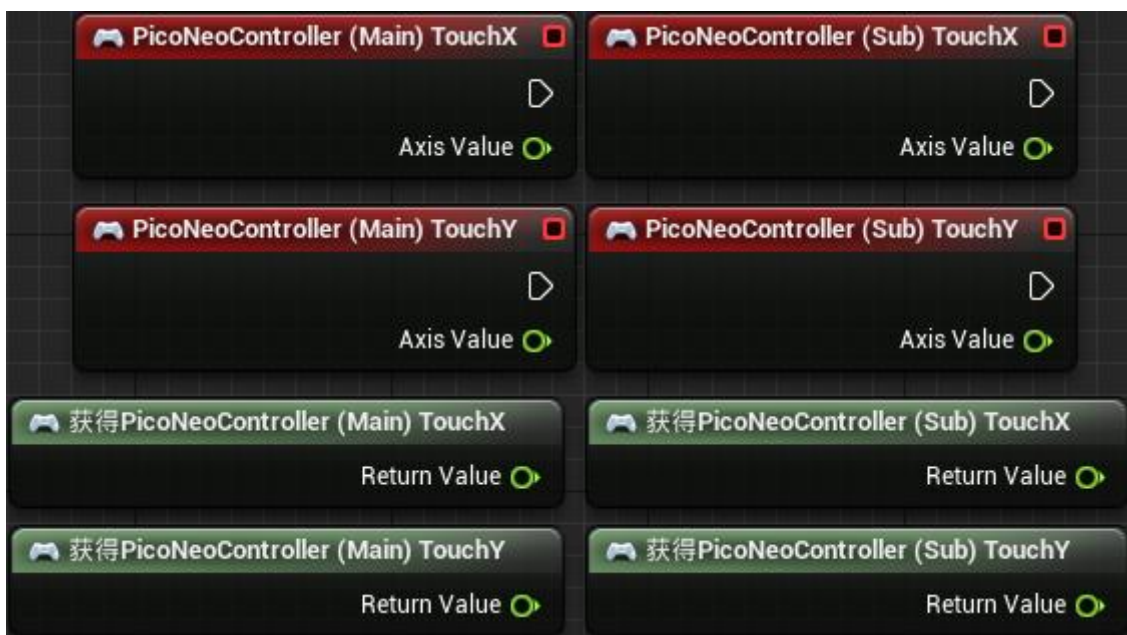 PicoNeoController (Main) TouchX
PicoNeoController (Sub) TouchX
Axis Value
Axis Value
PicoNeoController (Main) TouchY
PicoNeoController (Sub) TouchY
Axis Value
Axis Value
获得PicoNeoController (Main) TouchX
获得PicoNeoController (Sub) TouchX
Return Value
Return Value
获得PicoNeoController (Main) TouchY
获得PicoNeoController (Sub) TouchY
Return Value
Return Value